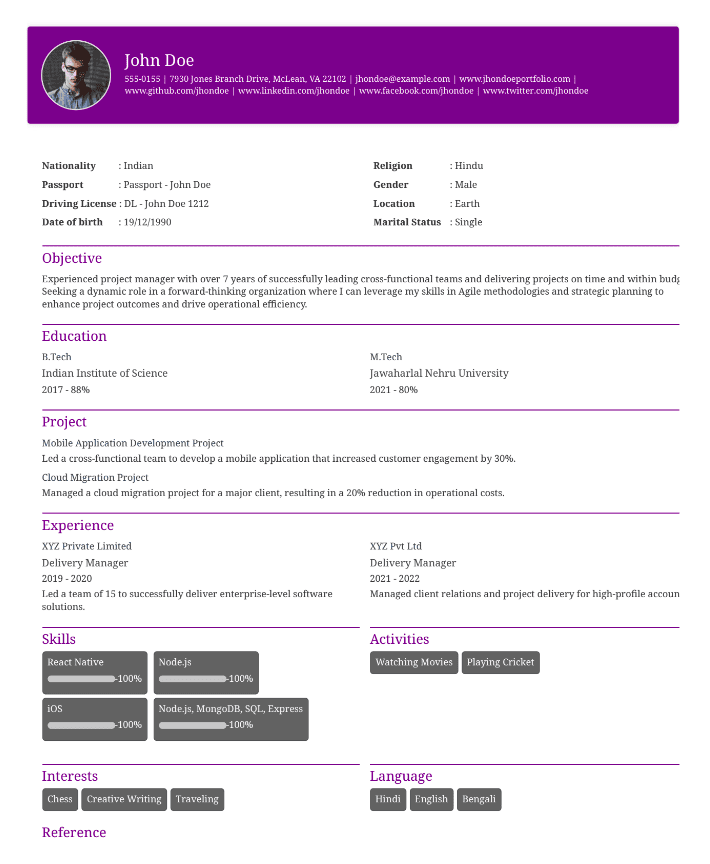 John Doe
555-0155 | 7930 Jones Branch Drive, McLean, VA 22102 | jhondoe@example.com | www.jhondoeportfolio.com |
www.github.com/jhondoe | www.linkedin.com/jhondoe | www.facebook.com/jhondoe | www.twitter.com/jhondoe
Nationality : Indian
Religion : Hindu
Passport : Passport - John Doe
Gender : Male
Driving License : DL - John Doe 1212
Location : Earth
Date of birth : 19/12/1990
Marital Status : Single
Objective
Experienced project manager with over 7 years of successfully leading cross-functional teams and delivering projects on time and within
Seeking a dynamic role in a forward-thinking organization where I can leverage my skills in Agile methodologies and strategic planning to
enhance project outcomes and drive operational efficiency.
Education
B.Tech
Indian Institute of Science
2017 - 88%
M.Tech
Jawaharlal Nehru University
2021 - 80%
Project
Mobile Application Development Project
Led a cross-functional team to develop a mobile application that increased customer engagement by 30%.
Cloud Migration Project
Managed a cloud migration project for a major client, resulting in a 20% reduction in operational costs.
Experience
XYZ Private Limited
Delivery Manager
2019 - 2020
Led a team of 15 to successfully deliver enterprise-level software
solutions.
XYZ Pvt Ltd
Delivery Manager
2021 - 2022
Managed client relations and project delivery for high-profile
Skills
React Native
-100%
Node.js
-100%
iOS
-100%
Node.js, MongoDB, SQL, Express
-100%
Activities
Watching Movies
Playing Cricket
Interests
Chess
Creative Writing
Traveling
Language
Hindi
English
Bengali
Reference